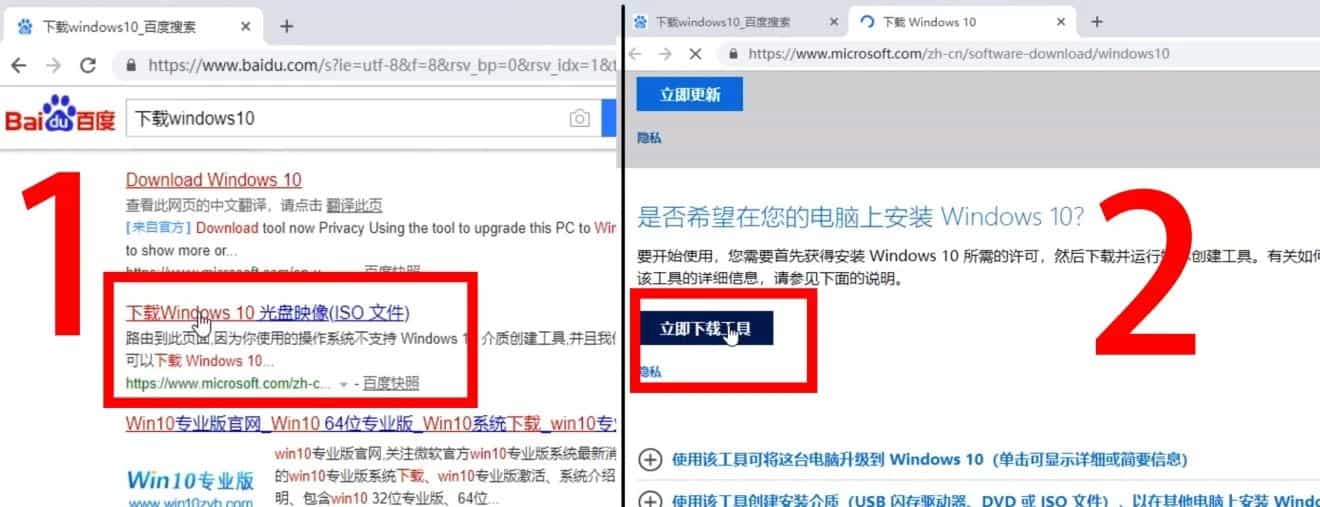 下载windows10_百度搜索
https://www.baidu.com/s?ie=utf-8&f=8&rsv_bp=0&rsv_idx=1&t
Bai du 百度
下载windows10
1
Download Windows 10
查看此网页的中文翻译，请点击 翻译此页
[来自官方] Download tool now Privacy Using the tool to upgrade this PC to Win
to show more or...
百度快照
下载Windows 10 光盘映像(ISO 文件)
路由到此页面,因为你使用的操作系统不支持 Windows 1 介质创建工具,并且我们
可以下载 Windows 10...
https://www.microsoft.com/zh-c... - 百度快照
Win10专业版官网_Win10 64位专业版_Win10系统下载_win10专
win10专业版官网,关注微软官方win10专业版系统最新消
Win10专业版
的win10专业版系统下载、win10专业版激活、系统介绍
www.win10zyb.com
明、包含win10 32位专业版、64位...
下载windows10_百度搜索
下载 Windows 10
https://www.microsoft.com/zh-cn/software-download/windows10
立即更新
隐私
2
是否希望在您的电脑上安装 Windows 10?
要开始使用，您需要首先获得安装 Windows 10 所需的许可，然后下载并运行 创建工具。有关如何
该工具的详细信息，请参见下面的说明。
立即下载工具
隐私
使用该工具可将这台电脑升级到 Windows 10（单击可显示详细或简要信息）
使用该工具创建安装介质（USB 闪存驱动器、DVD 或 ISO 文件），以在其他电脑上安装 Windows